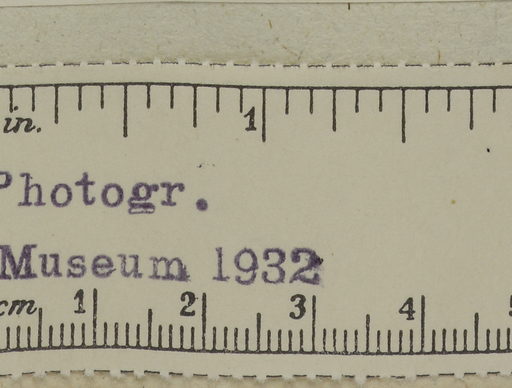 in. 1
Photogr.
Museum 1932
cm 1 2 3 4